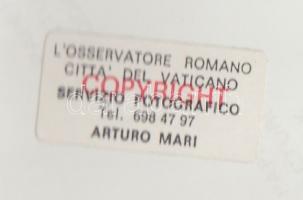 L'OSSERVATORE ROMANO
CITTA' DEL VATICANO
COPYRIGHT
SERVIZIO FOTOGRAFICO
Tel. 698 47 97
ARTURO MARI